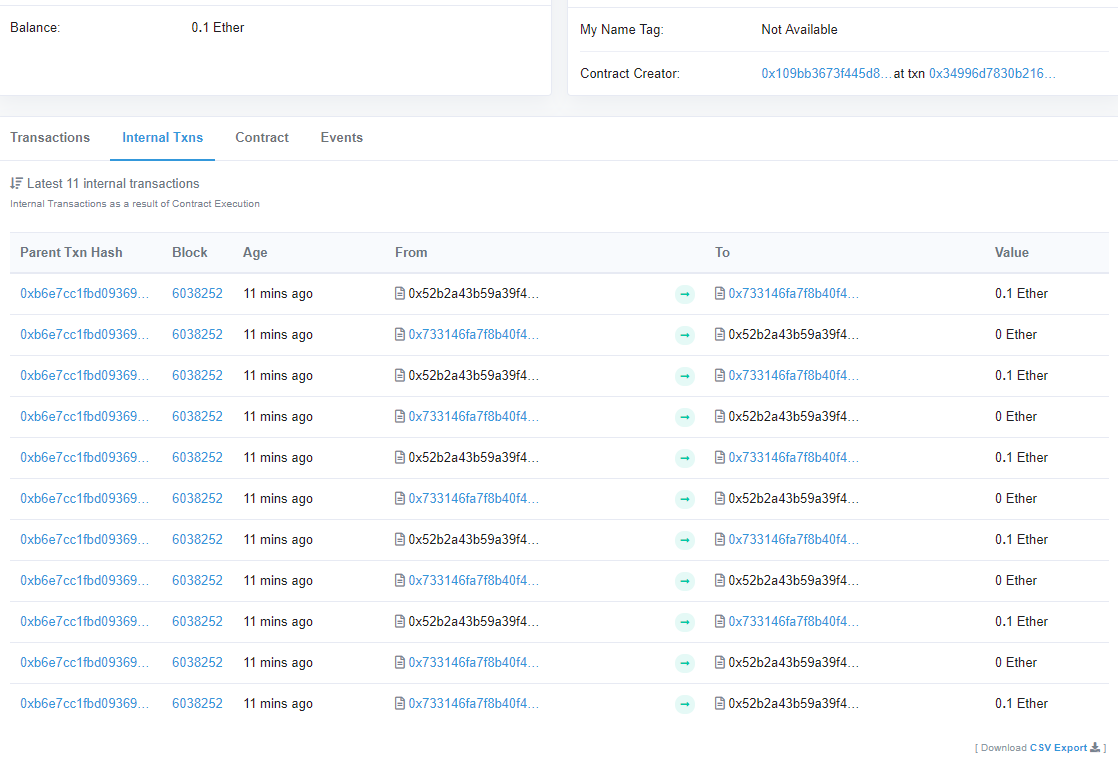 Balance: 0.1 Ether
My Name Tag: Not Available
Contract Creator: 0x109bb3673f445d8... at txn 0x34996d7830b216...
Transactions Internal Txns Contract Events
Latest 11 internal transactions
Internal Transactions as a result of Contract Execution
Parent Txn Hash Block Age From To Value
0xb6e7cc1fbd09369... 6038252 11 mins ago 0x52b2a43b59a39f4... 0x733146fa7f8b40f4... 0.1 Ether
0xb6e7cc1fbd09369... 6038252 11 mins ago 0x733146fa7f8b40f4... 0x52b2a43b59a39f4... 0 Ether
0xb6e7cc1fbd09369... 6038252 11 mins ago 0x52b2a43b59a39f4... 0x733146fa7f8b40f4... 0.1 Ether
0xb6e7cc1fbd09369... 6038252 11 mins ago 0x733146fa7f8b40f4... 0x52b2a43b59a39f4... 0 Ether
0xb6e7cc1fbd09369... 6038252 11 mins ago 0x52b2a43b59a39f4... 0x733146fa7f8b40f4... 0.1 Ether
0xb6e7cc1fbd09369... 6038252 11 mins ago 0x733146fa7f8b40f4... 0x52b2a43b59a39f4... 0 Ether
0xb6e7cc1fbd09369... 6038252 11 mins ago 0x52b2a43b59a39f4... 0x733146fa7f8b40f4... 0.1 Ether
0xb6e7cc1fbd09369... 6038252 11 mins ago 0x733146fa7f8b40f4... 0x52b2a43b59a39f4... 0 Ether
0xb6e7cc1fbd09369... 6038252 11 mins ago 0x52b2a43b59a39f4... 0x733146fa7f8b40f4... 0.1 Ether
0xb6e7cc1fbd09369... 6038252 11 mins ago 0x733146fa7f8b40f4... 0x52b2a43b59a39f4... 0 Ether
0xb6e7cc1fbd09369... 6038252 11 mins ago 0x733146fa7f8b40f4... 0x52b2a43b59a39f4... 0.1 Ether
[ Download CSV Export ]